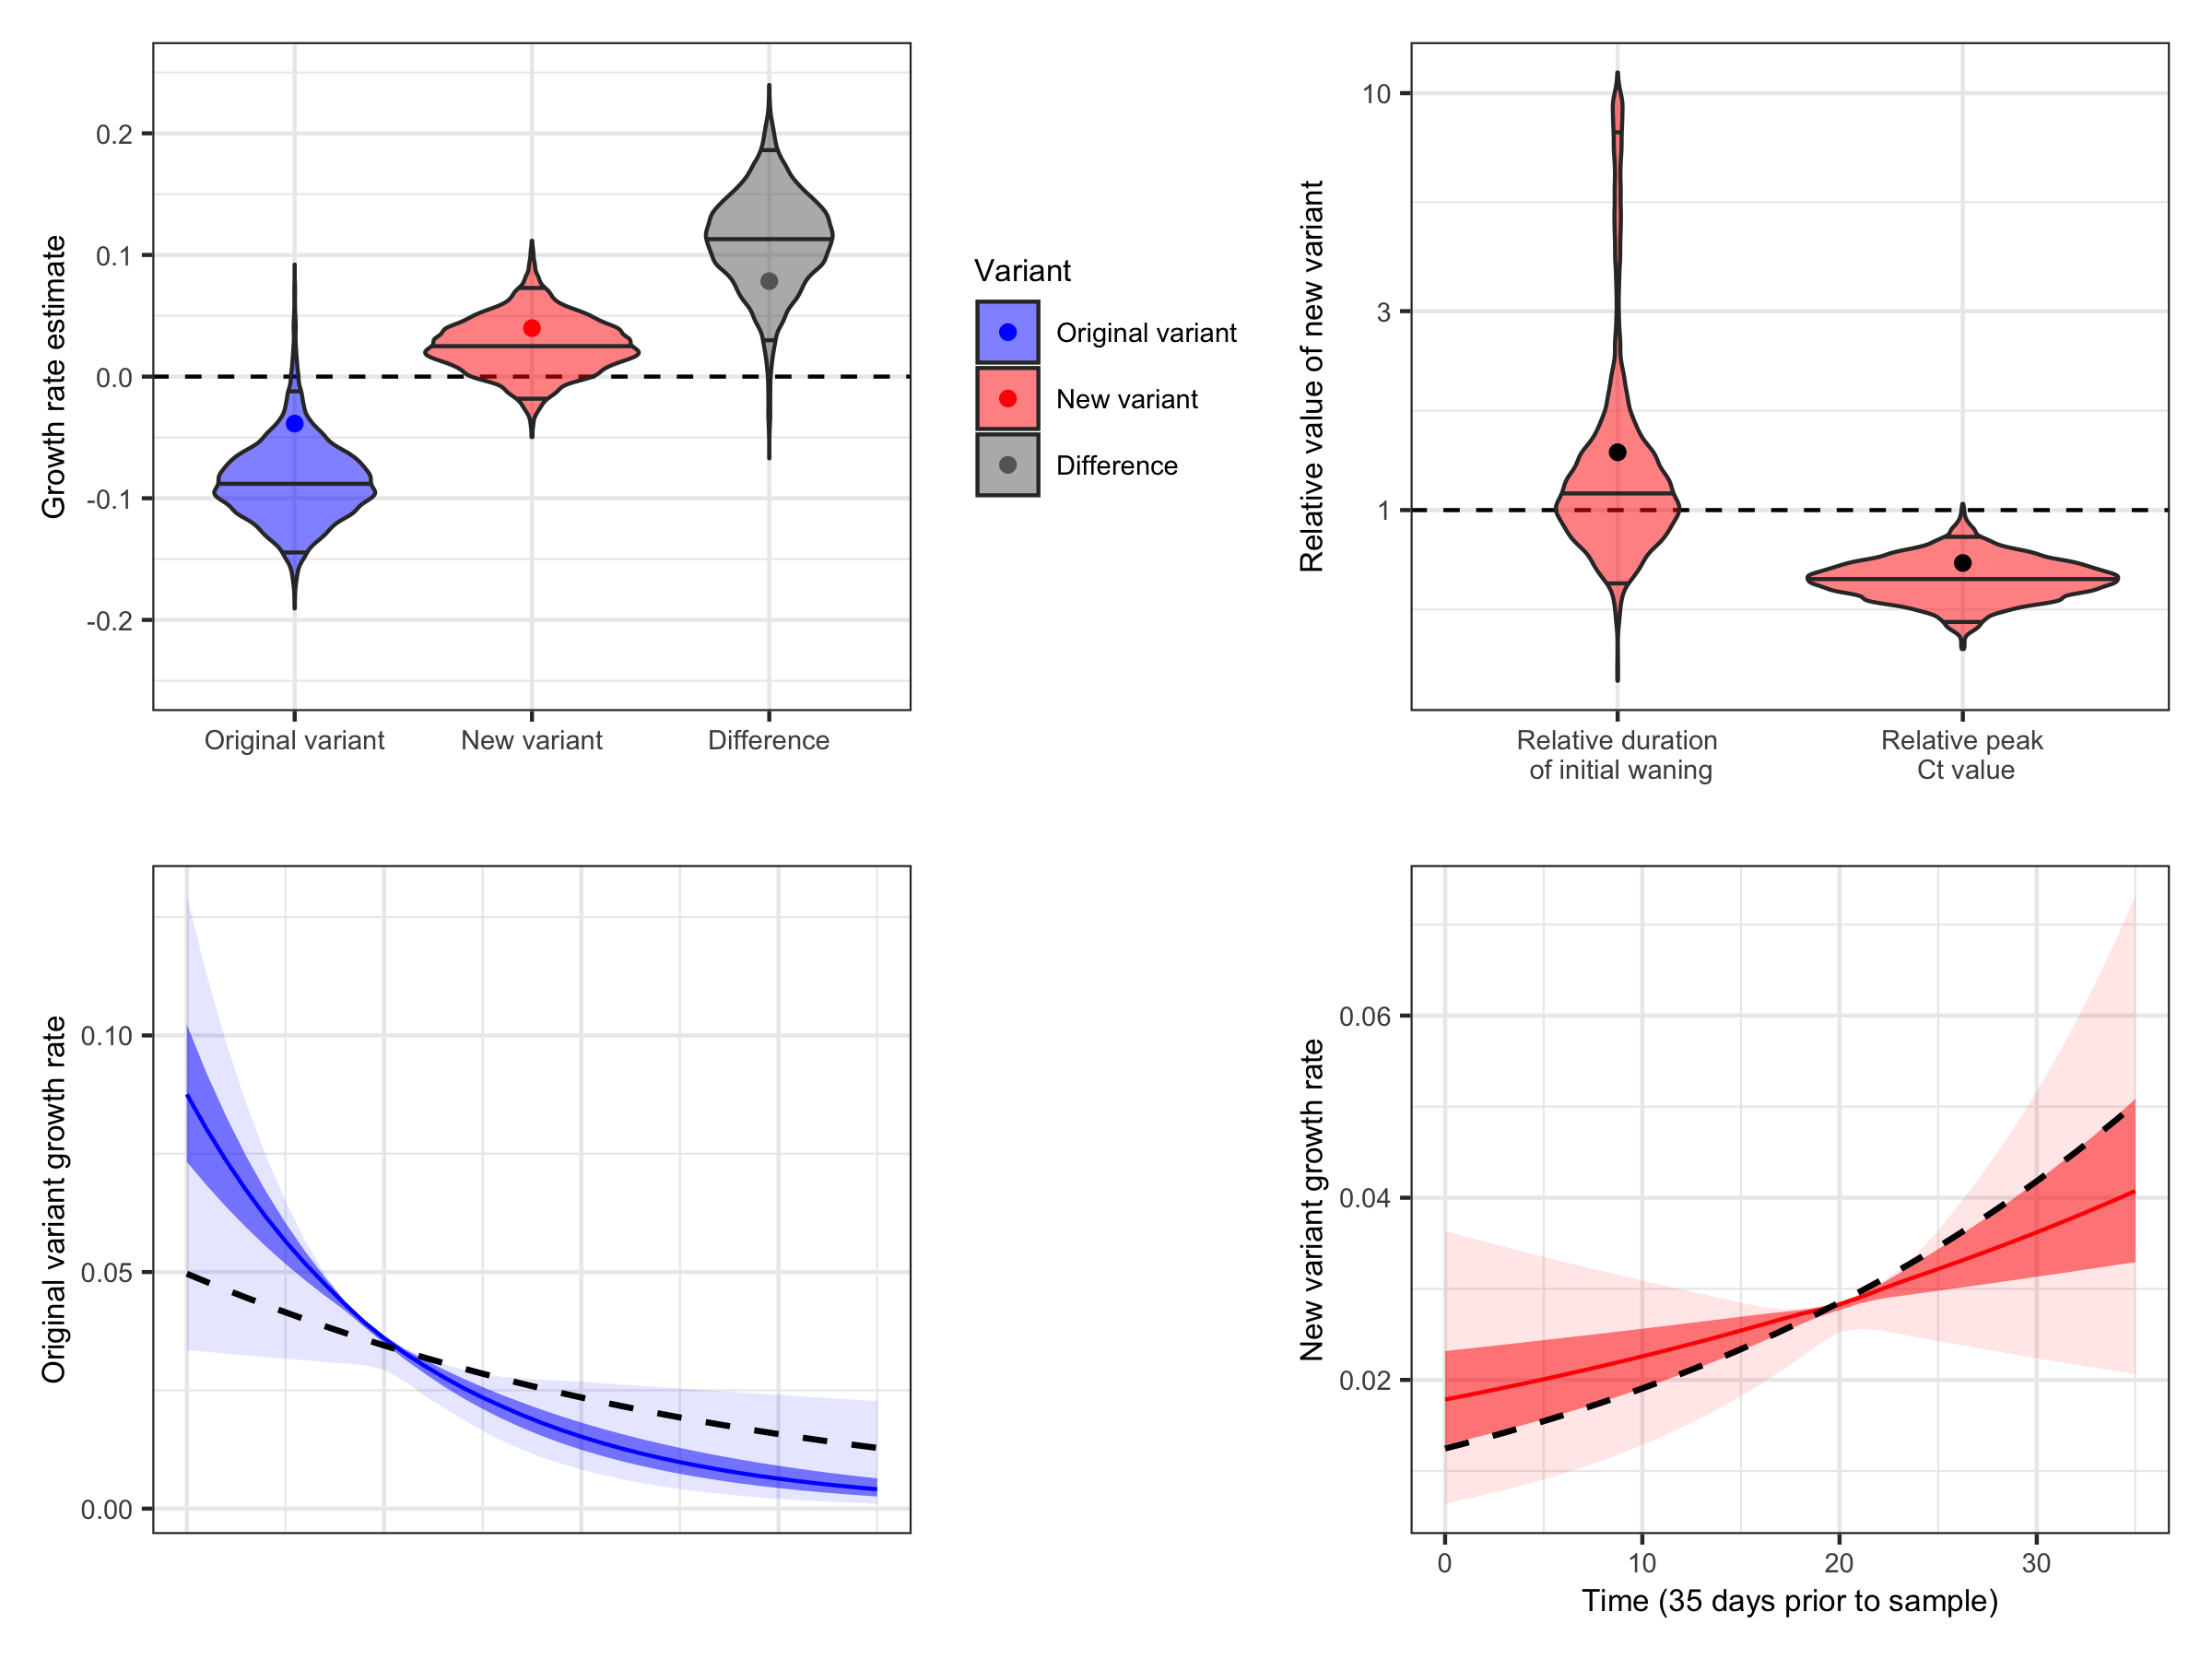 Growth rate estimate
0.2
0.1
0.0
-0.1
-0.2
Original variant
New variant
Difference
Variant
Original variant
New variant
Difference
Relative value of new variant
10
3
1
Relative duration
of initial waning
Relative peak
Ct value
Original variant growth rate
0.10
0.05
0.00
New variant growth rate
0.06
0.04
0.02
0
10
20
30
Time (35 days prior to sample)